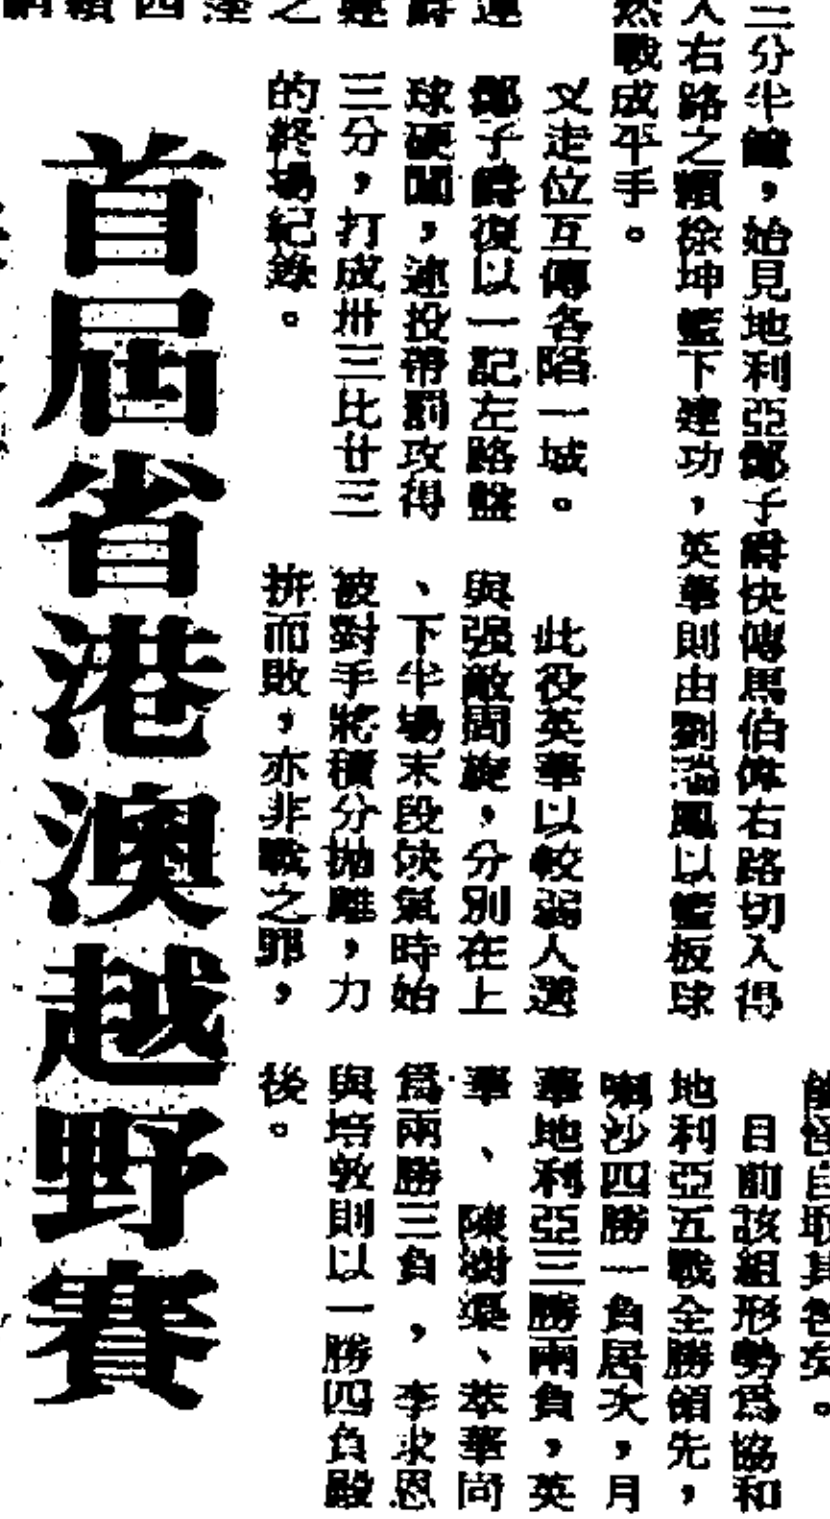 二分半鐘，始見地利亞鄭子爵快傳馬伯偉右路切入得
入右路之賴徐坤籃下建功，英華則由劉瑞鳳以籃板球
然戰成平手。
又走位互傳各陷一城。
鄭子爵復以一記左路盤
球硬闖，連投帶罰攻得
三分，打成卅三比廿三
的終場紀錄。
此役英華以較弱人選
與强敵周旋，分別在上
、下半場末段缺氣時始
被對手將積分拋離，力
拚而敗，亦非戰之罪，
目前該組形勢爲協和
地利亞五戰全勝領先，
喇沙四勝一負居次，月
華地利亞三勝兩負，英
華、陳樹渠、萃華同
爲兩勝三負，李求恩
與培敦則以一勝四負殿
後。
首屆省港澳越野賽